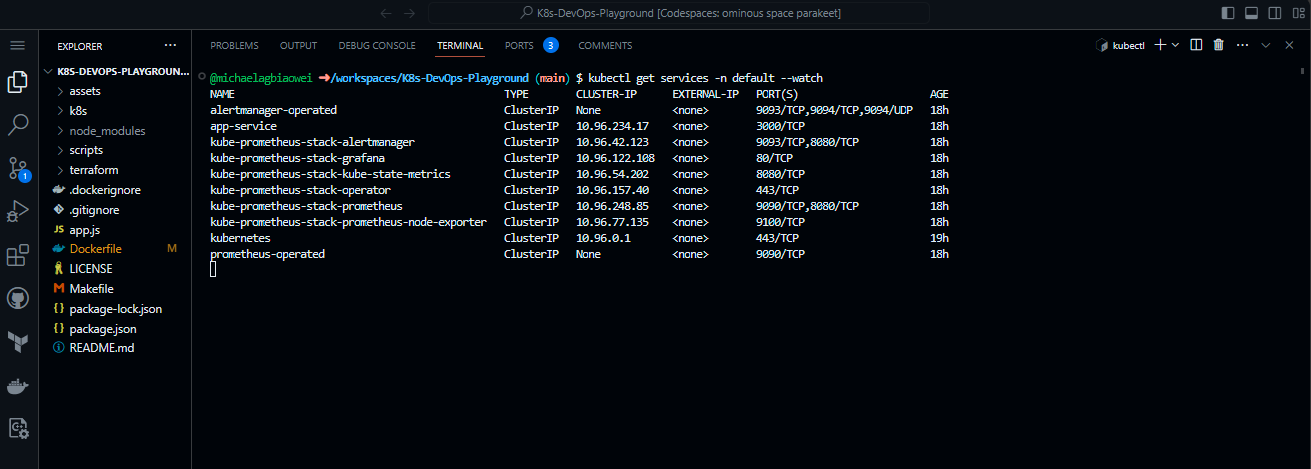 K8s-DevOps-Playground [Codespaces: ominous space parakeet]
EXPLORER
PROBLEMS OUTPUT DEBUG CONSOLE TERMINAL PORTS 3 COMMENTS
kubectl
K8S-DEVOPS-PLAYGROUN...
assets
k8s
node_modules
scripts
terraform
.dockerignore
.gitignore
JS app.js
Dockerfile M
LICENSE
Makefile
{ } package-lock.json
{ } package.json
README.md
1
@michaelagbiaowei ➜ /workspaces/K8s-DevOps-Playground (main) $ kubectl get services -n default --watch
NAME TYPE CLUSTER-IP EXTERNAL-IP PORT(S) AGE
alertmanager-operated ClusterIP None <none> 9093/TCP,9094/TCP,9094/UDP 18h
app-service ClusterIP 10.96.234.17 <none> 3000/TCP 18h
kube-prometheus-stack-alertmanager ClusterIP 10.96.42.123 <none> 9093/TCP,8080/TCP 18h
kube-prometheus-stack-grafana ClusterIP 10.96.122.108 <none> 80/TCP 18h
kube-prometheus-stack-kube-state-metrics ClusterIP 10.96.54.202 <none> 8080/TCP 18h
kube-prometheus-stack-operator ClusterIP 10.96.157.40 <none> 443/TCP 18h
kube-prometheus-stack-prometheus ClusterIP 10.96.248.85 <none> 9090/TCP,8080/TCP 18h
kube-prometheus-stack-prometheus-node-exporter ClusterIP 10.96.77.135 <none> 9100/TCP 18h
kubernetes ClusterIP 10.96.0.1 <none> 443/TCP 19h
prometheus-operated ClusterIP None <none> 9090/TCP 18h